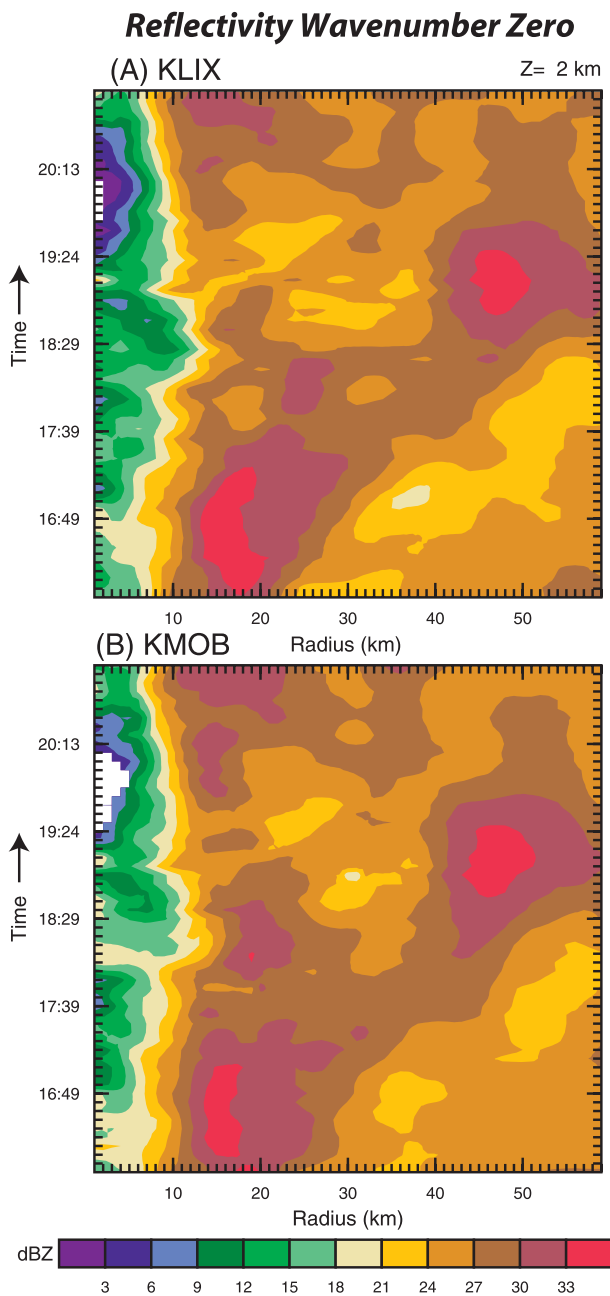 Reflectivity Wavenumber Zero
(A) KLIX
Z= 2 km
20:13
19:24
18:29
17:39
16:49
Time
10 20 30 40 50
Radius (km)
(B) KMOB
20:13
19:24
18:29
17:39
16:49
Time
10 20 30 40 50
Radius (km)
dBZ
3 6 9 12 15 18 21 24 27 30 33